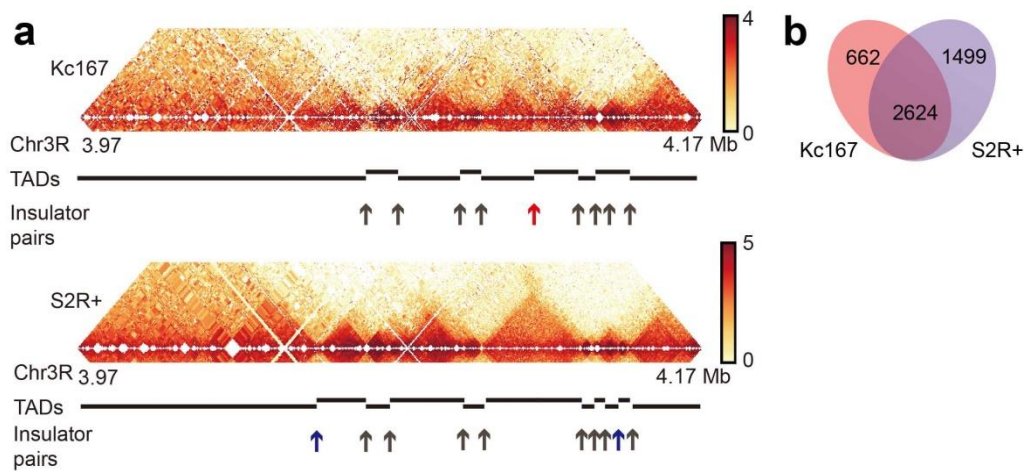 a
Kc167
4
0
Chr3R 3.97 4.17 Mb
TADs
Insulator
pairs
S2R+
5
0
Chr3R 3.97 4.17 Mb
TADs
Insulator
pairs
b
662 1499
2624
Kc167 S2R+